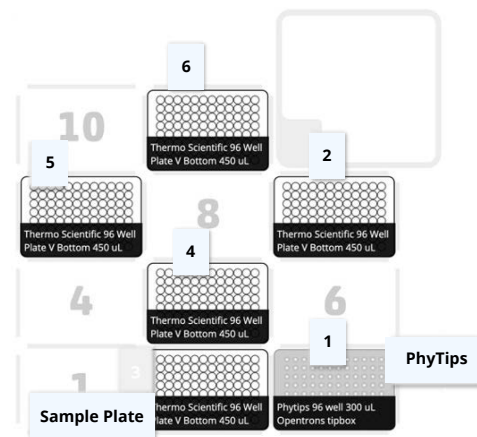 6
10
Thermo Scientific 96 Well
Plate V Bottom 450 uL
5
2
Thermo Scientific 96 Well
Plate V Bottom 450 uL
8
Thermo Scientific 96 Well
Plate V Bottom 450 uL
4
4
Thermo Scientific 96 Well
Plate V Bottom 450 uL
6
1
PhyTips
1
3
Sample Plate
hermo Scientific 96 Well
late V Bottom 450 uL
Phytips 96 well 300 uL
Opentrons tipbox